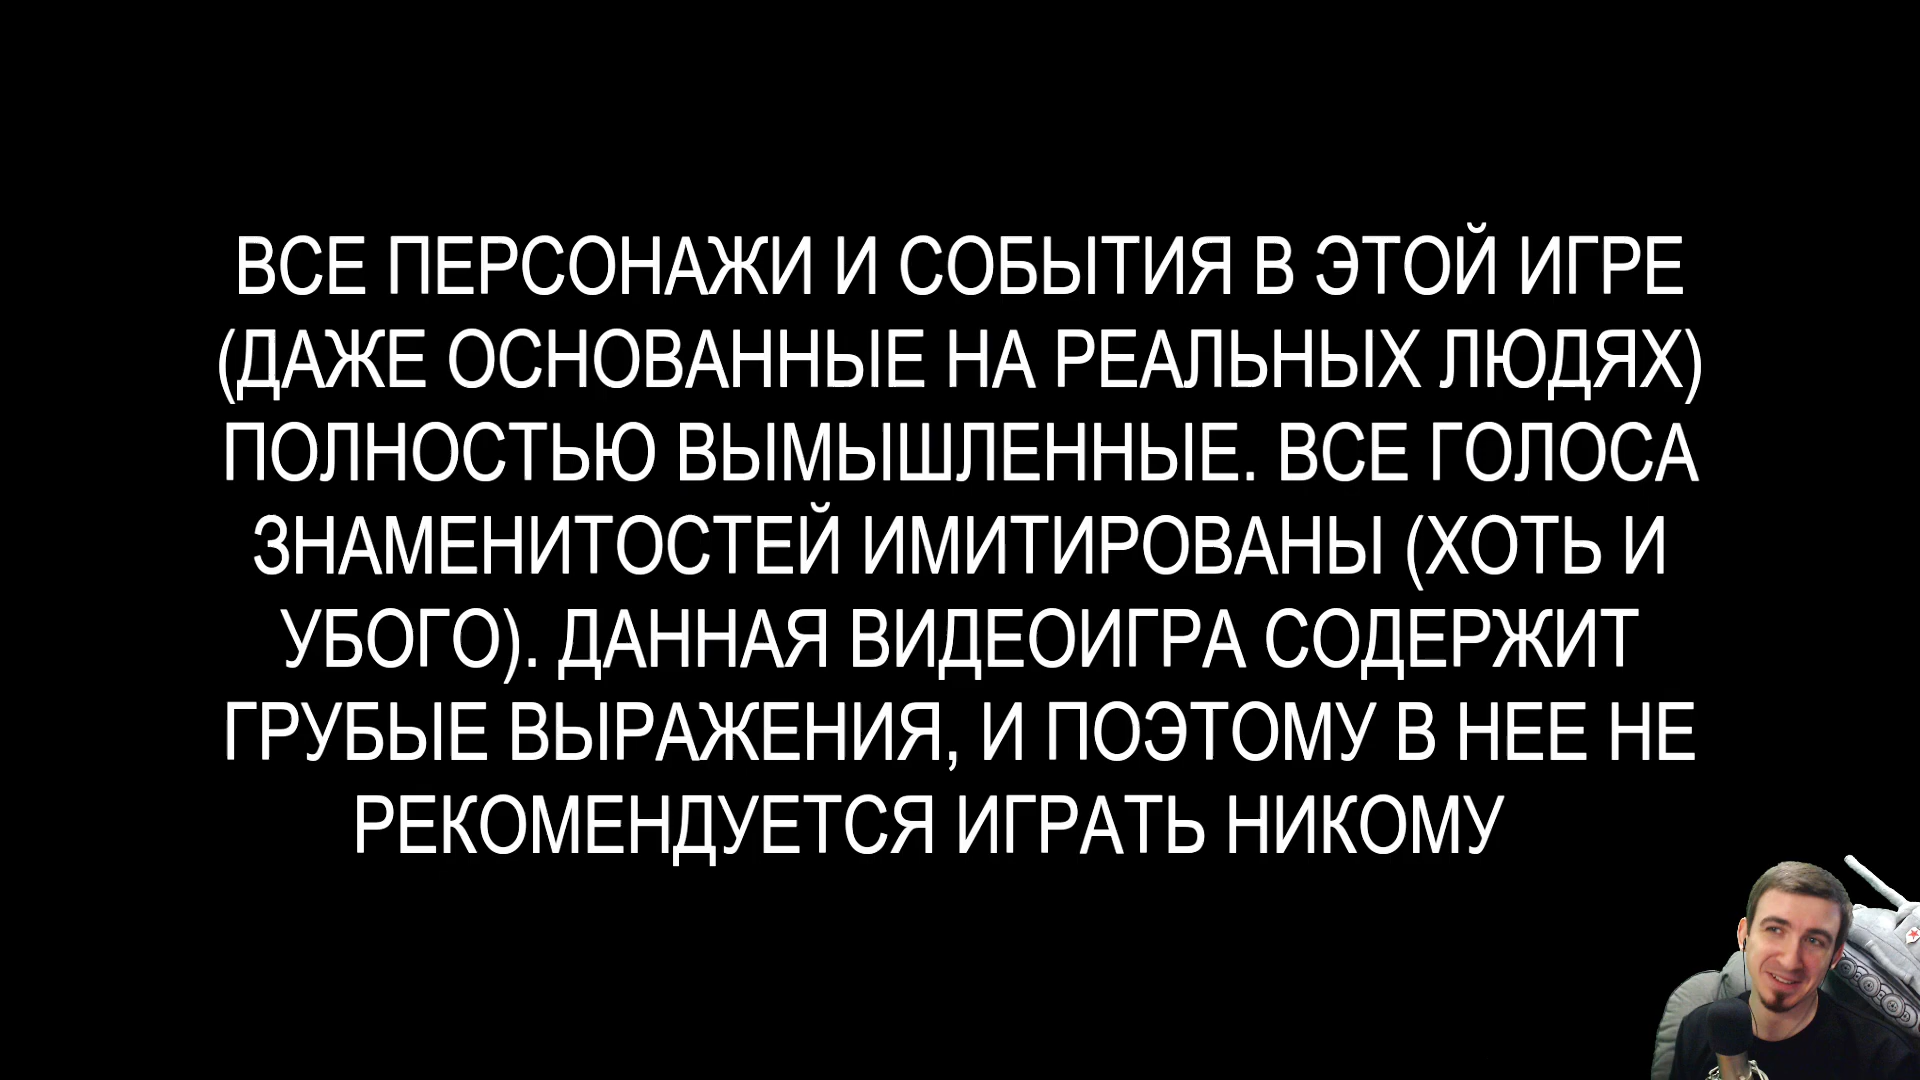 ВСЕ ПЕРСОНАЖИ И СОБЫТИЯ В ЭТОЙ ИГРЕ
(ДАЖЕ ОСНОВАННЫЕ НА РЕАЛЬНЫХ ЛЮДЯХ)
ПОЛНОСТЬЮ ВЫМЫШЛЕННЫЕ. ВСЕ ГОЛОСА
ЗНАМЕНИТОСТЕЙ ИМИТИРОВАНЫ (ХОТЬ И
УБОГО). ДАННАЯ ВИДЕОИГРА СОДЕРЖИТ
ГРУБЫЕ ВЫРАЖЕНИЯ, И ПОЭТОМУ В НЕЕ НЕ
РЕКОМЕНДУЕТСЯ ИГРАТЬ НИКОМУ